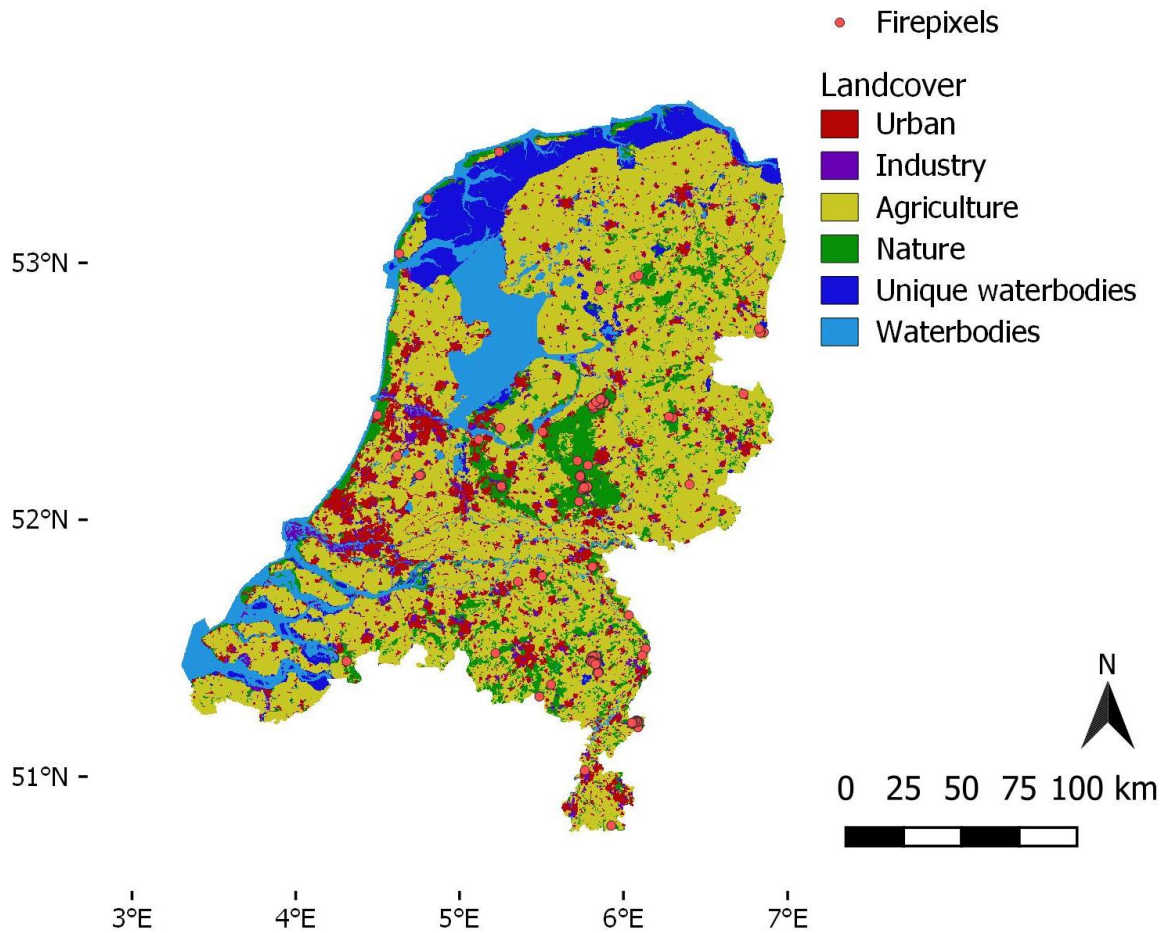 Firepixels
Landcover
Urban
Industry
Agriculture
Nature
Unique waterbodies
Waterbodies
53°N
52°N
51°N
N
0 25 50 75 100 km
3°E 4°E 5°E 6°E 7°E